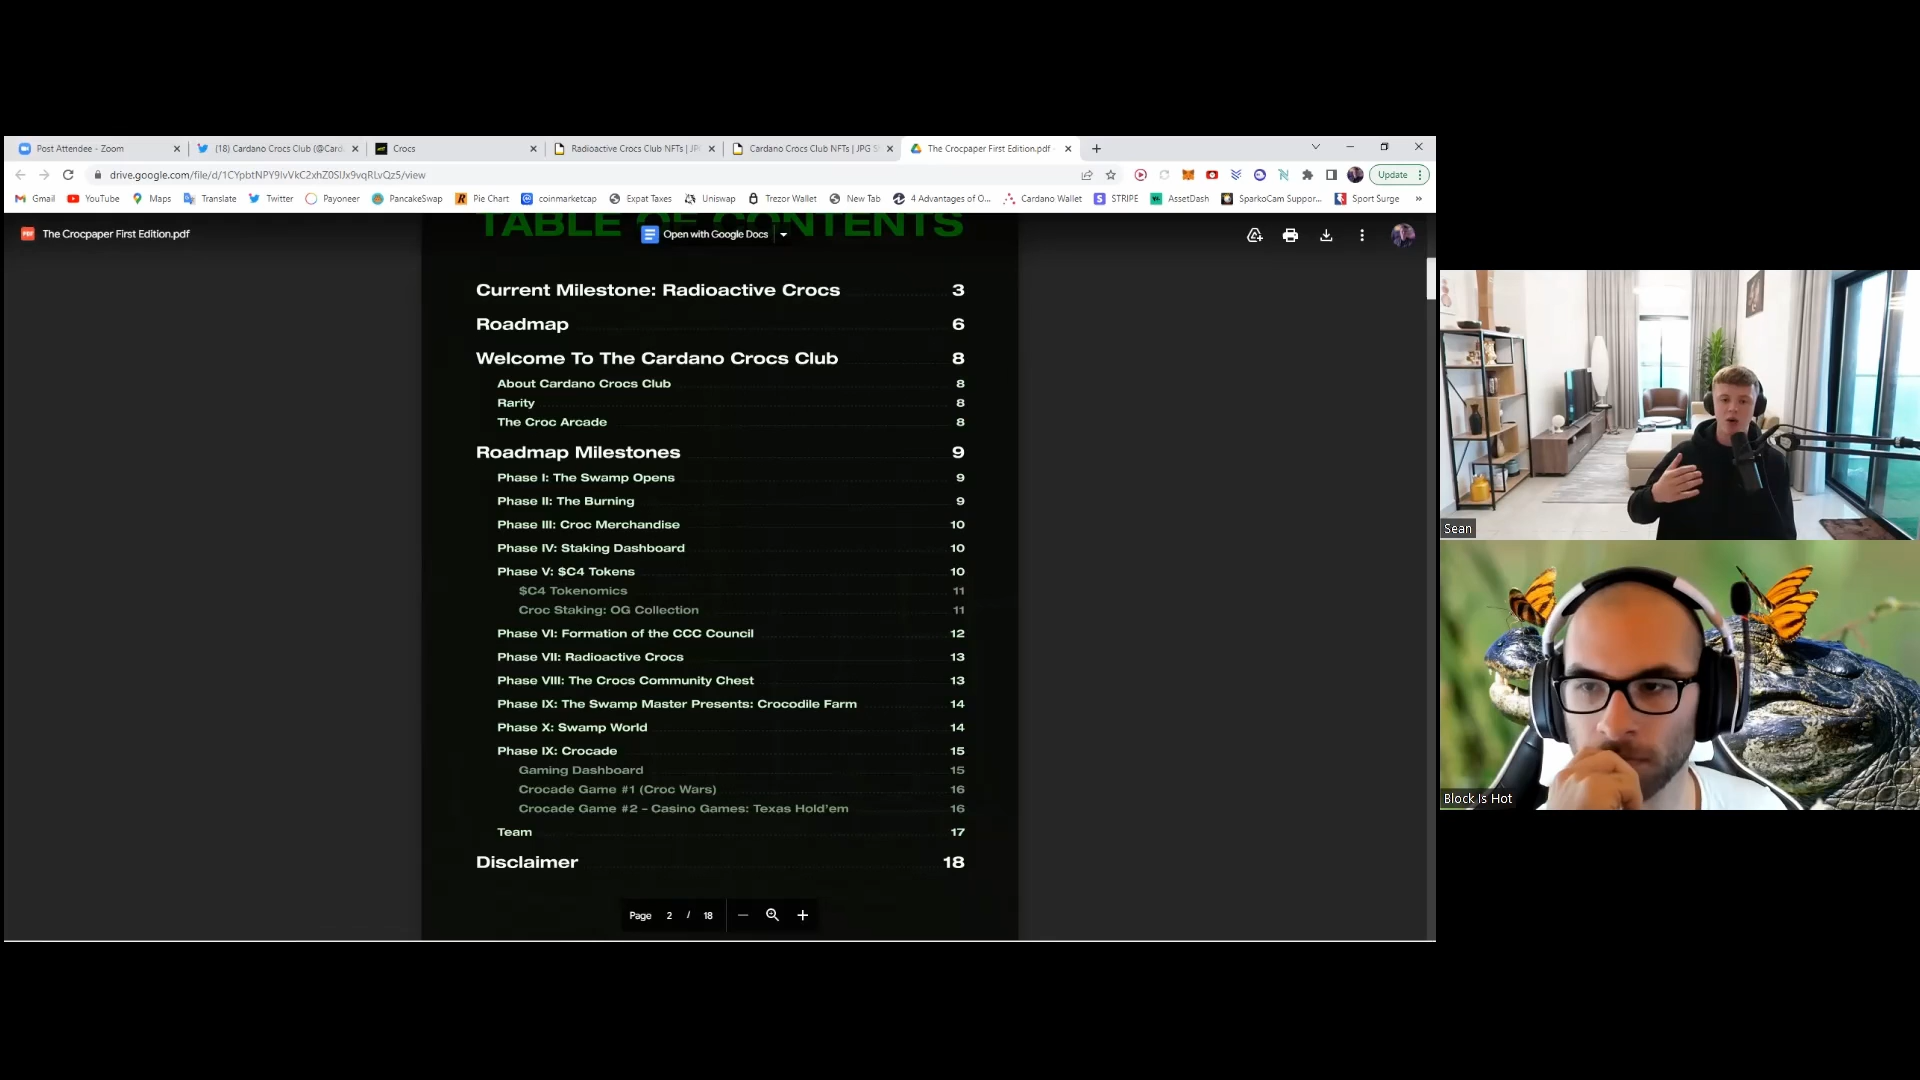 Post Attendee - Zoom
(18) Cardano Crocs Club (@Card
Crocs
Radioactive Crocs Club NFTs | JP
Cardano Crocs Club NFTs | JPG S
The Crocpaper First Edition.pdf
Update
Gmail
YouTube
Maps
Translate
Twitter
Payoneer
PancakeSwap
Pie Chart
coinmarketcap
Expat Taxes
Uniswap
Trezor Wallet
New Tab
4 Advantages of O...
Cardano Wallet
STRIPE
AssetDash
SparkoCam Suppor...
Sport Surge
TABLE OF CONTENTS
The Crocpaper First Edition.pdf
Open with Google Docs
Current Milestone: Radioactive Crocs 3
Roadmap 6
Welcome To The Cardano Crocs Club 8
About Cardano Crocs Club 8
Rarity 8
The Croc Arcade 8
Roadmap Milestones 9
Phase I: The Swamp Opens 9
Phase II: The Burning 9
Phase III: Croc Merchandise 10
Phase IV: Staking Dashboard 10
Phase V: $C4 Tokens 10
$C4 Tokenomics 11
Croc Staking: OG Collection 11
Phase VI: Formation of the CCC Council 12
Phase VII: Radioactive Crocs 13
Phase VIII: The Crocs Community Chest 13
Phase IX: The Swamp Master Presents: Crocodile Farm 14
Phase X: Swamp World 14
Phase IX: Crocade 15
Gaming Dashboard 15
Crocade Game #1 (Croc Wars) 16
Crocade Game #2 – Casino Games: Texas Hold'em 16
Team 17
Disclaimer 18
Page 2 / 18
Sean
Block Is Hot